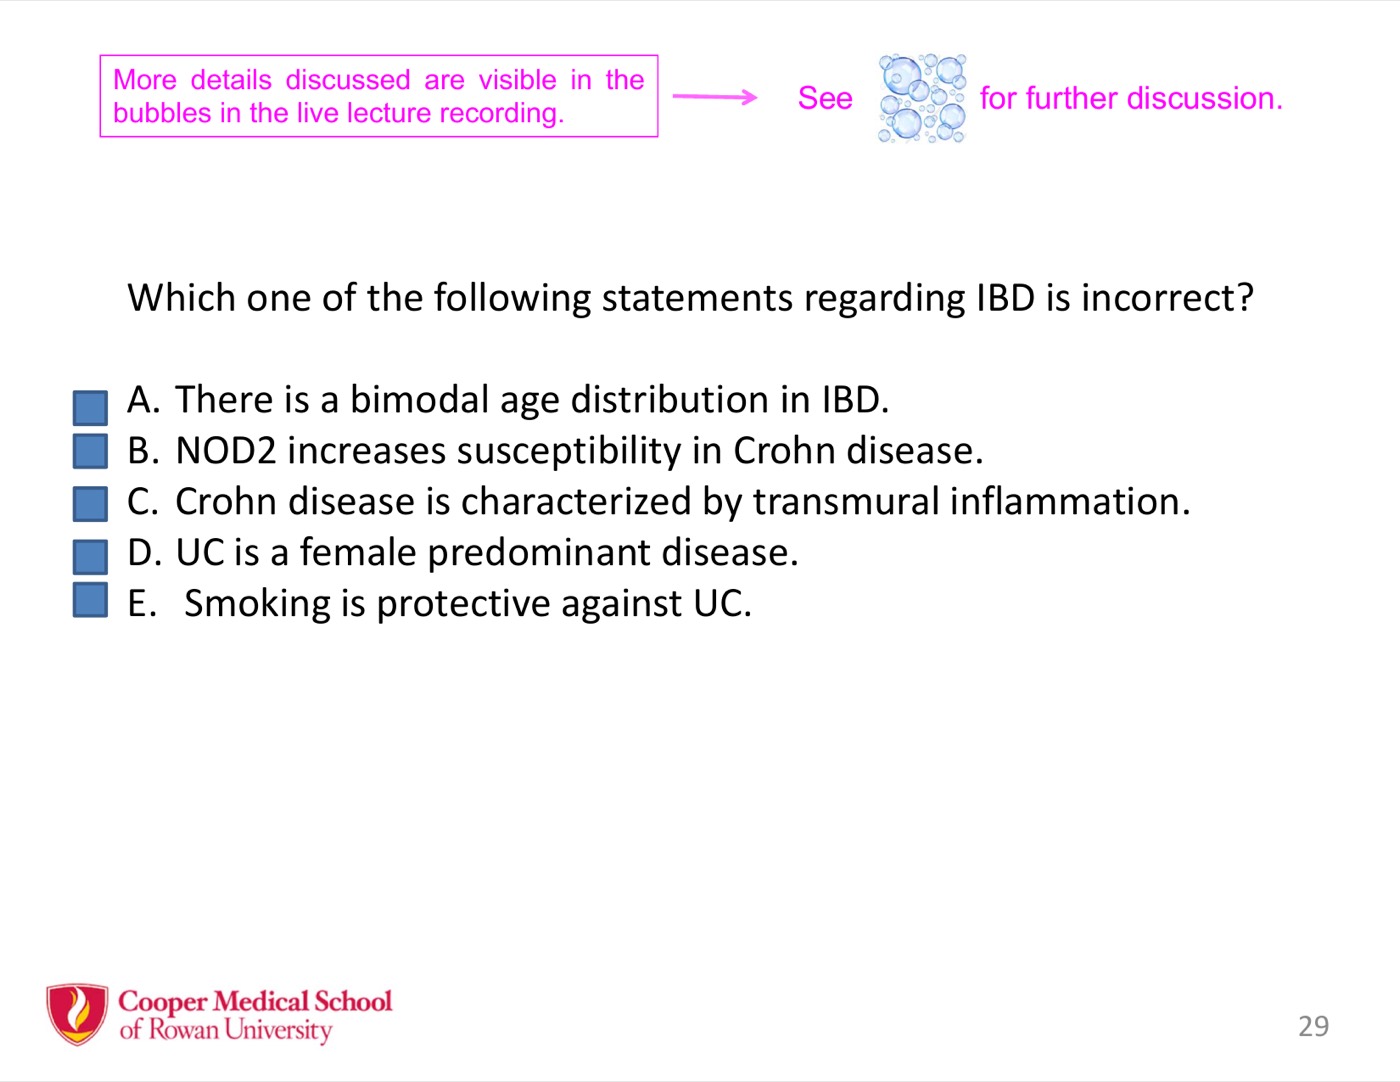 More details discussed are visible in the
bubbles in the live lecture recording.
See for further discussion.
Which one of the following statements regarding IBD is incorrect?
A. There is a bimodal age distribution in IBD.
B. NOD2 increases susceptibility in Crohn disease.
C. Crohn disease is characterized by transmural inflammation.
D. UC is a female predominant disease.
E. Smoking is protective against UC.
Cooper Medical School
of Rowan University
29